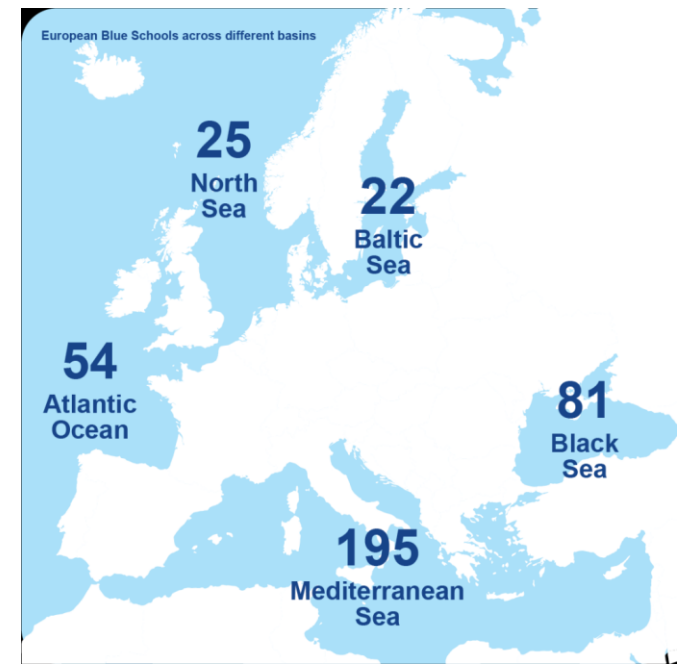 European Blue Schools across different basins
25
North
Sea
22
Baltic
Sea
54
Atlantic
Ocean
81
Black
Sea
195
Mediterranean
Sea